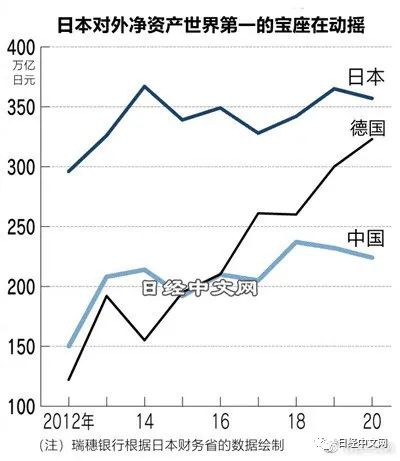 日本对外净资产世界第一的宝座在动摇
400
万亿
日元
日本
350
德国
300
250
中国
200
日经中文网
150
100
2012年 14 16 18 20
（注）瑞穗银行根据日本财务省的数据绘制
日经中文网